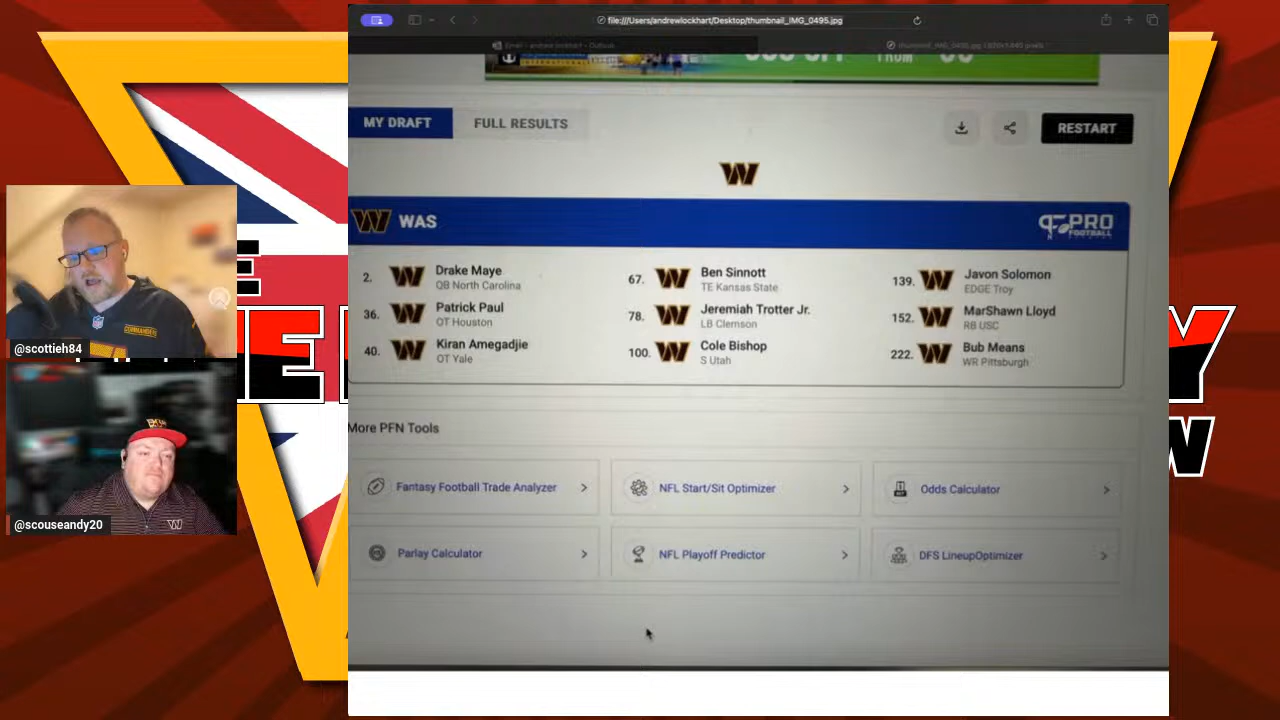 file:///Users/andrewlockhart/Desktop/thumbnail_IMG_0495.jpg
MY DRAFT
FULL RESULTS
RESTART
W
W WAS
PRO
FOOTBALL
2. W Drake Maye
QB North Carolina
36. W Patrick Paul
OT Houston
40. W Kiran Amegadjie
OT Yale
67. W Ben Sinnott
TE Kansas State
78. W Jeremiah Trotter Jr.
LB Clemson
100. W Cole Bishop
S Utah
139. W Javon Solomon
EDGE Troy
152. W MarShawn Lloyd
RB USC
222. W Bub Means
WR Pittsburgh
More PFN Tools
Fantasy Football Trade Analyzer
NFL Start/Sit Optimizer
Odds Calculator
Parlay Calculator
NFL Playoff Predictor
DFS LineupOptimizer
@scottieh84
@scouseandy20